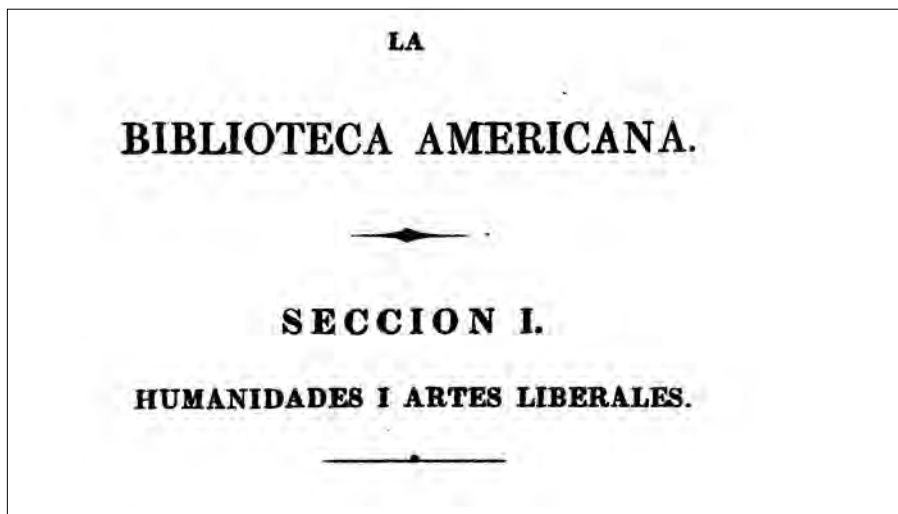 LA
BIBLIOTECA AMERICANA.
SECCION I.
HUMANIDADES I ARTES LIBERALES.